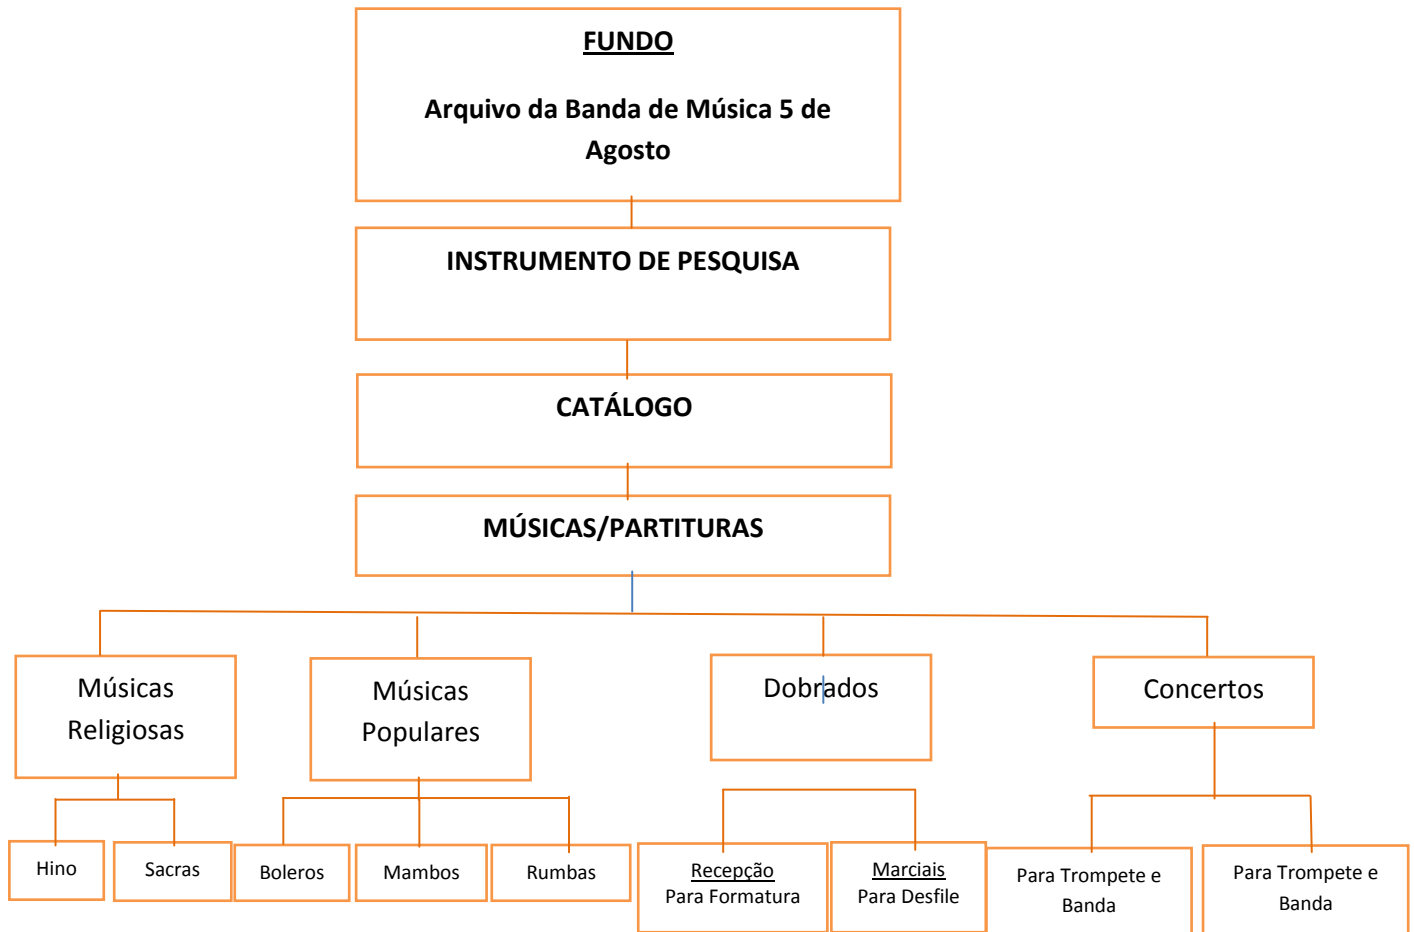 FUNDO
Arquivo da Banda de Música 5 de
Agosto
INSTRUMENTO DE PESQUISA
CATÁLOGO
MÚSICAS/PARTITURAS
Músicas
Religiosas
Músicas
Populares
Dobrados
Concertos
Hino
Sacras
Boleros
Mambos
Rumbas
Recepção
Para Formatura
Marciais
Para Desfile
Para Trompete e
Banda
Para Trompete e
Banda